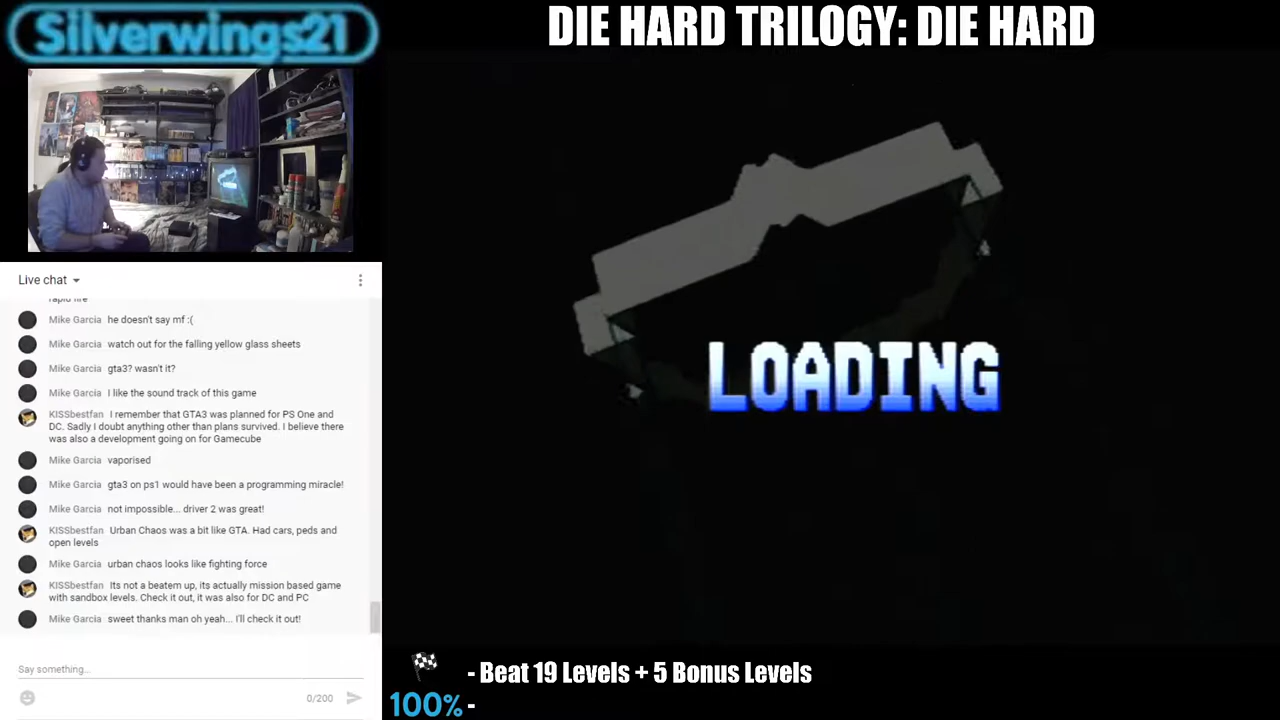 Silverwings21
DIE HARD TRILOGY: DIE HARD
Live chat
rapid fire
Mike Garcia he doesn't say mf :(
Mike Garcia watch out for the falling yellow glass sheets
Mike Garcia gta3? wasn't it?
Mike Garcia I like the sound track of this game
KISSbestfan I remember that GTA3 was planned for PS One and
DC. Sadly I doubt anything other than plans survived. I believe there
was also a development going on for Gamecube
Mike Garcia vaporised
Mike Garcia gta3 on ps1 would have been a programming miracle!
Mike Garcia not impossible... driver 2 was great!
KISSbestfan Urban Chaos was a bit like GTA. Had cars, peds and
open levels
Mike Garcia urban chaos looks like fighting force
KISSbestfan Its not a beatem up, its actually mission based game
with sandbox levels. Check it out, it was also for DC and PC
Mike Garcia sweet thanks man oh yeah... I'll check it out!
Say something...
0/200
LOADING
- Beat 19 Levels + 5 Bonus Levels
100% -